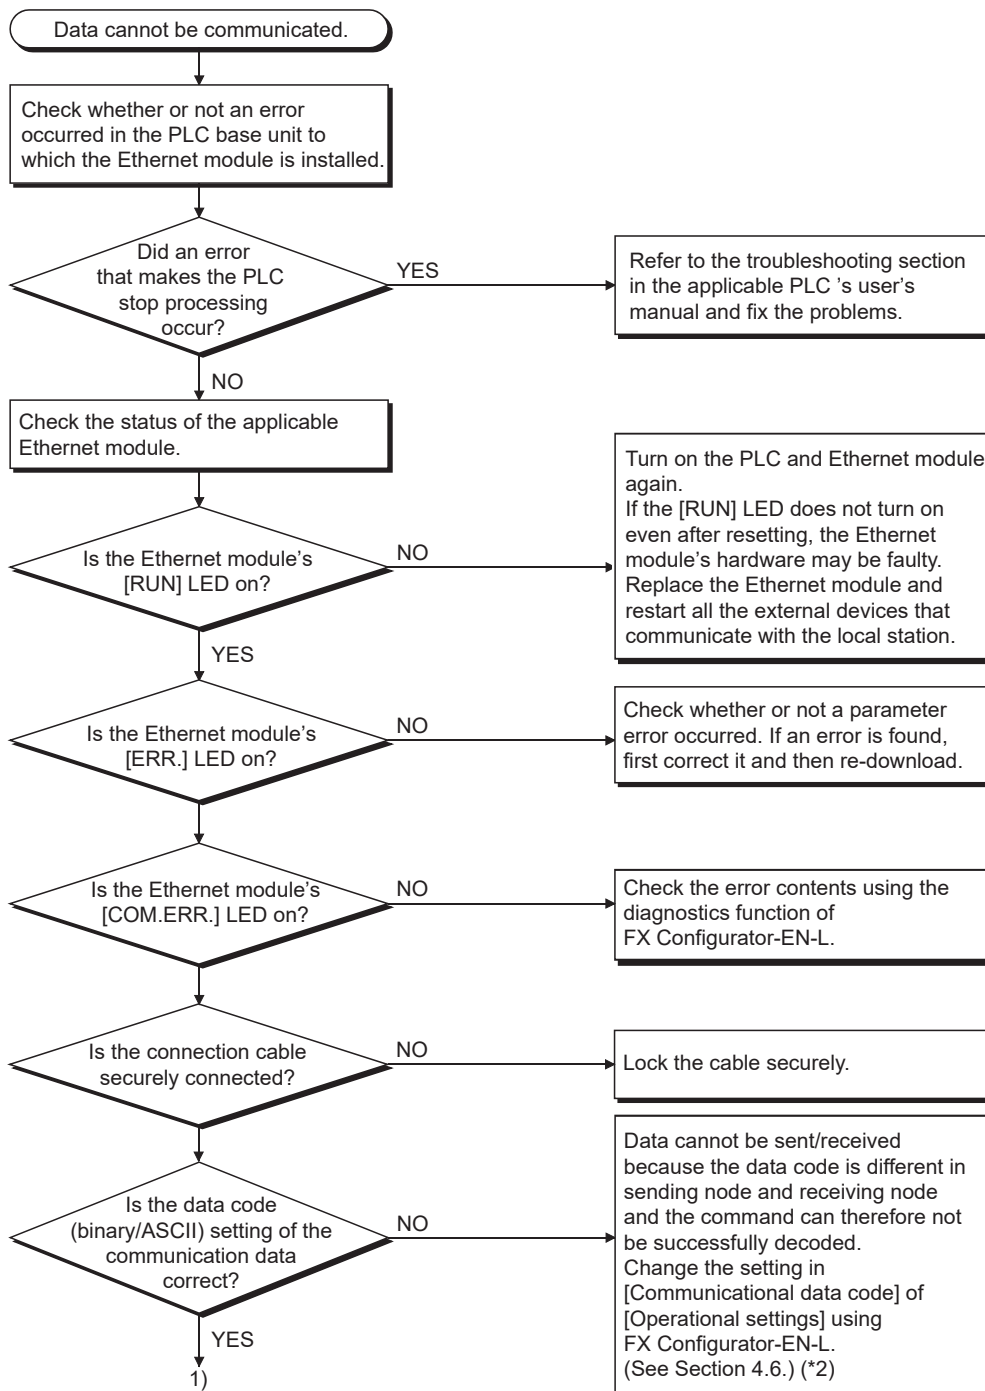 Data cannot be communicated.
Check whether or not an error
occurred in the PLC base unit to
which the Ethernet module is installed.
Did an error
that makes the PLC
stop processing
occur?
YES
Refer to the troubleshooting section
in the applicable PLC 's user's
manual and fix the problems.
NO
Check the status of the applicable
Ethernet module.
Is the Ethernet module's
[RUN] LED on?
NO
Turn on the PLC and Ethernet module
again.
If the [RUN] LED does not turn on
even after resetting, the Ethernet
module's hardware may be faulty.
Replace the Ethernet module and
restart all the external devices that
communicate with the local station.
YES
Is the Ethernet module's
[ERR.] LED on?
NO
Check whether or not a parameter
error occurred. If an error is found,
first correct it and then re-download.
Is the Ethernet module's
[COM.ERR.] LED on?
NO
Check the error contents using the
diagnostics function of
FX Configurator-EN-L.
Is the connection cable
securely connected?
NO
Lock the cable securely.
Is the data code
(binary/ASCII) setting of the
communication data
correct?
NO
Data cannot be sent/received
because the data code is different in
sending node and receiving node
and the command can therefore not
be successfully decoded.
Change the setting in
[Communicational data code] of
[Operational settings] using
FX Configurator-EN-L.
(See Section 4.6.) (*2)
YES
1)